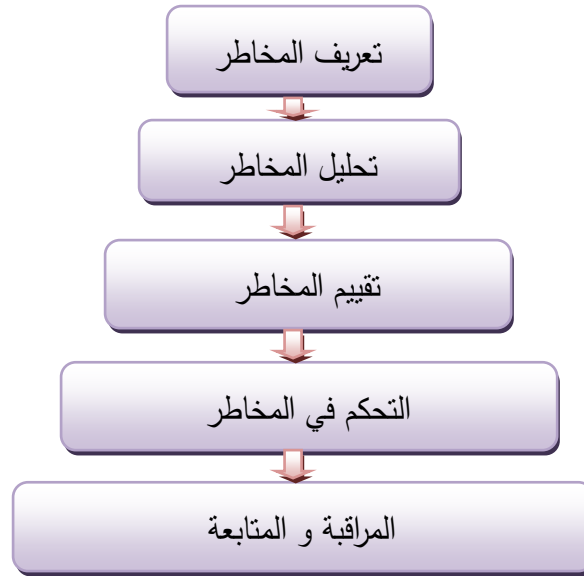 تعريف المخاطر
تحليل المخاطر
تقييم المخاطر
التحكم في المخاطر
المراقبة و المتابعة